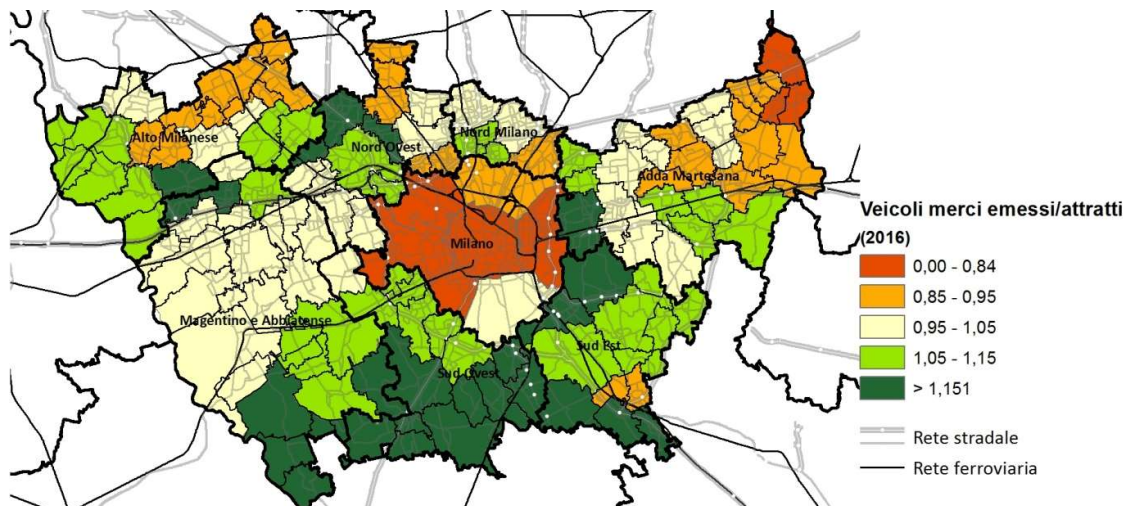 Alto Milanese
Nord Ovest
Nord Milano
Adda Martesana
Milano
Magentino e Abbiatense
Sud Ovest
Sud Est
Veicoli merci emessi/attratti
(2016)
0,00 - 0,84
0,85 - 0,95
0,95 - 1,05
1,05 - 1,15
> 1,151
Rete stradale
Rete ferroviaria